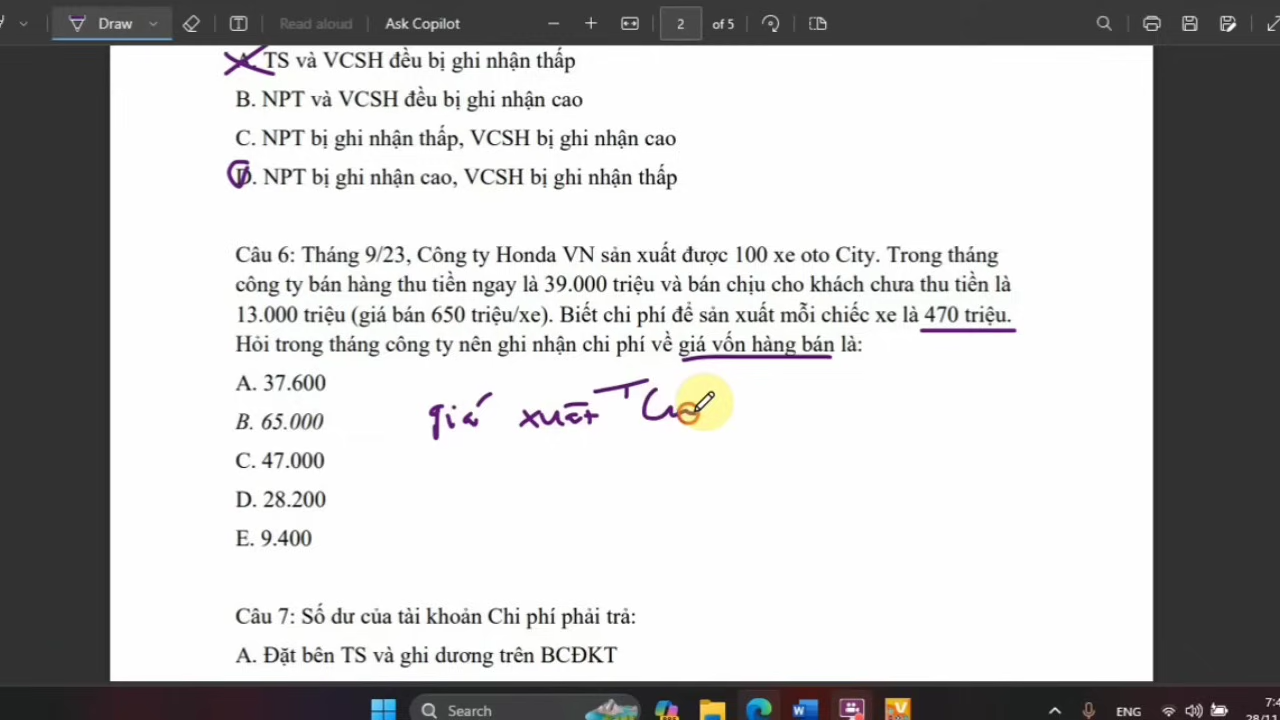 Draw
Read aloud
Ask Copilot
2
of 5
A. TS và VCSH đều bị ghi nhận thấp
B. NPT và VCSH đều bị ghi nhận cao
C. NPT bị ghi nhận thấp, VCSH bị ghi nhận cao
D. NPT bị ghi nhận cao, VCSH bị ghi nhận thấp
Câu 6: Tháng 9/23, Công ty Honda VN sản xuất được 100 xe oto City. Trong tháng
công ty bán hàng thu tiền ngay là 39.000 triệu và bán chịu cho khách chưa thu tiền là
13.000 triệu (giá bán 650 triệu/xe). Biết chi phí để sản xuất mỗi chiếc xe là 470 triệu.
Hỏi trong tháng công ty nên ghi nhận chi phí về giá vốn hàng bán là:
A. 37.600
B. 65.000
C. 47.000
D. 28.200
E. 9.400
giá xuất
Câu 7: Số dư của tài khoản Chi phí phải trả:
A. Đặt bên TS và ghi dương trên BCĐKT
Search
ENG